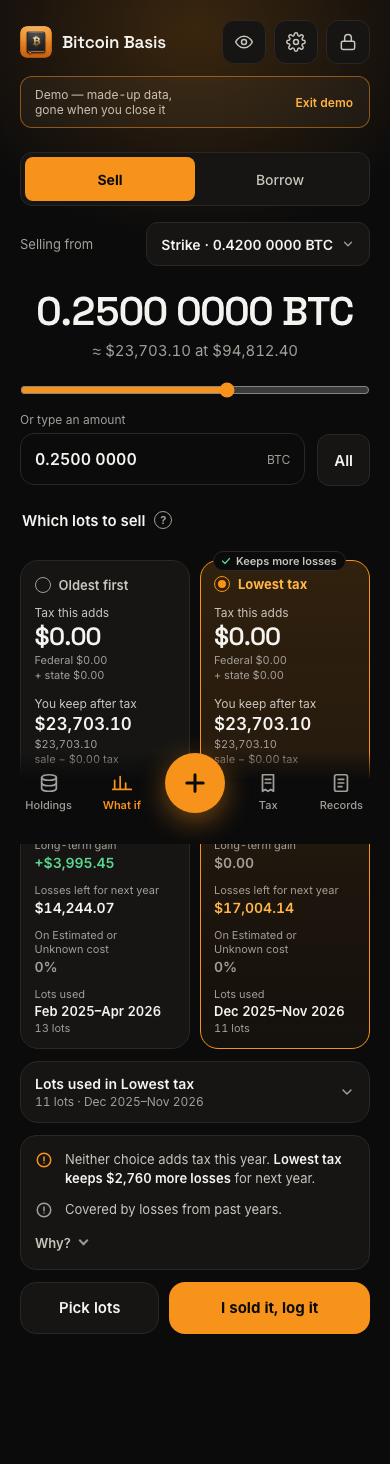 Bitcoin Basis
Demo — made-up data,
gone when you close it
Exit demo
Sell
Borrow
Selling from
Strike · 0.4200 0000 BTC
0.2500 0000 BTC
≈ $23,703.10 at $94,812.40
Or type an amount
0.2500 0000
BTC
All
Which lots to sell
?
Keeps more losses
Oldest first
Tax this adds
$0.00
Federal $0.00
+ state $0.00
You keep after tax
$23,703.10
$23,703.10
sale − $0.00 tax
Lowest tax
Tax this adds
$0.00
Federal $0.00
+ state $0.00
You keep after tax
$23,703.10
$23,703.10
sale − $0.00 tax
Holdings
What if
Tax
Records
Long-term gain
+$3,995.45
Losses left for next year
$14,244.07
On Estimated or
Unknown cost
0%
Lots used
Feb 2025–Apr 2026
13 lots
Long-term gain
$0.00
Losses left for next year
$17,004.14
On Estimated or
Unknown cost
0%
Lots used
Dec 2025–Nov 2026
11 lots
Lots used in Lowest tax
11 lots · Dec 2025–Nov 2026
Neither choice adds tax this year. Lowest tax
keeps $2,760 more losses for next year.
Covered by losses from past years.
Why?
Pick lots
I sold it, log it